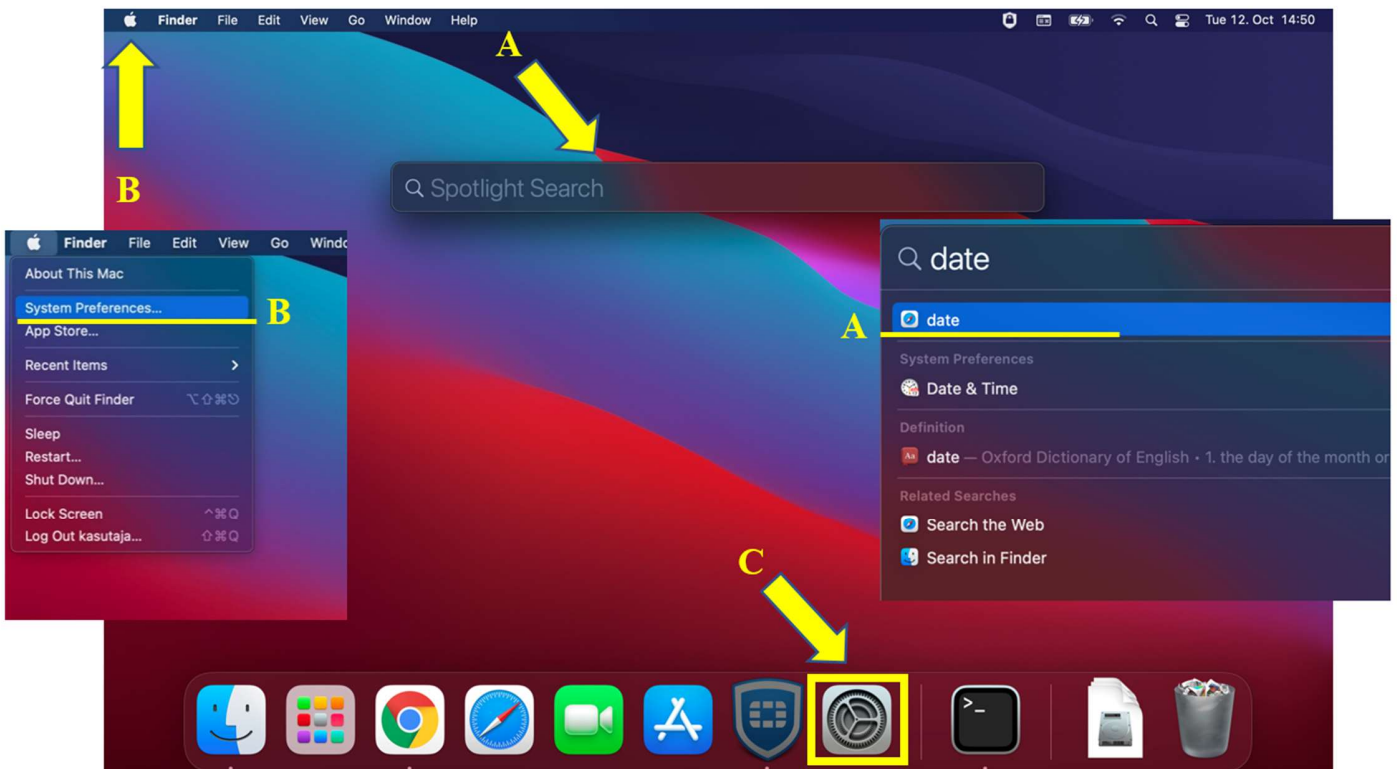 Finder File Edit View Go Window Help Tue 12. Oct 14:50
A
B
Spotlight Search
Finder File Edit View Go Windo
About This Mac
System Preferences...
B
App Store...
Recent Items
Force Quit Finder ⌥⇧⌘⎋
Sleep
Restart...
Shut Down...
Lock Screen ^⌘Q
Log Out kasutaja... ⇧⌘Q
date
A
date
System Preferences
Date & Time
Definition
Aa date — Oxford Dictionary of English • 1. the day of the month or
Related Searches
Search the Web
Search in Finder
C
>_